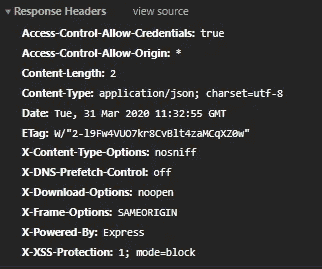 ▼ Response Headers view source
Access-Control-Allow-Credentials: true
Access-Control-Allow-Origin: *
Content-Length: 2
Content-Type: application/json; charset=utf-8
Date: Tue, 31 Mar 2020 11:32:55 GMT
ETag: W/"2-l9Fw4VUO7kr8CvBlt4zaMCqXZ0w"
X-Content-Type-Options: nosniff
X-DNS-Prefetch-Control: off
X-Download-Options: noopen
X-Frame-Options: SAMEORIGIN
X-Powered-By: Express
X-XSS-Protection: 1; mode=block